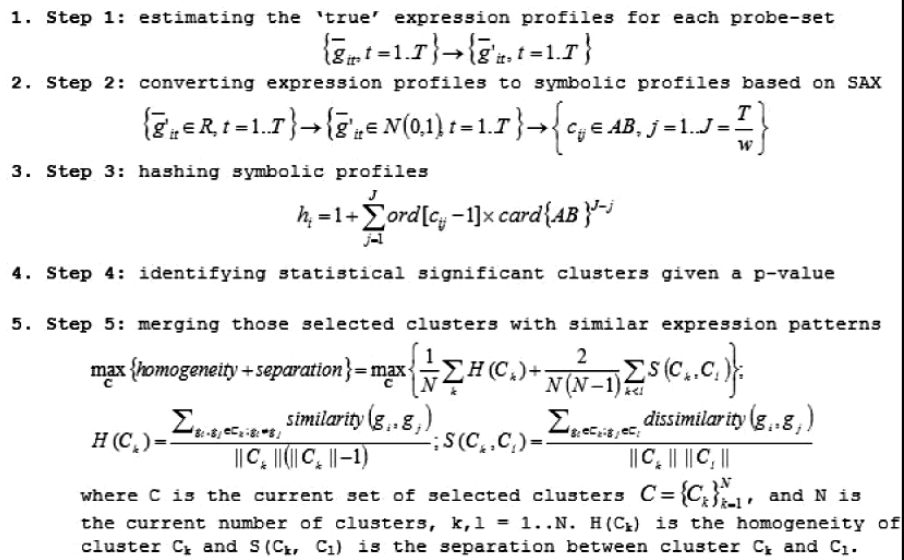 1. Step 1: estimating the 'true' expression profiles for each probe-set
{g̅_it, t=1..T}→{g̅'_it, t=1..T}
2. Step 2: converting expression profiles to symbolic profiles based on SAX
{g̅'_it ∈ R, t=1..T}→{g̅'_it ∈ N(0,1) t=1..T}→{c_ij ∈ AB, j=1..J=T/w}
3. Step 3: hashing symbolic profiles
h_i=1+∑_{j=1}^{J} ord[c_ij −1]×card{AB}^{J−j}
4. Step 4: identifying statistical significant clusters given a p-value
5. Step 5: merging those selected clusters with similar expression patterns
max_C {homogeneity+separation}=max_C {1/N ∑_k H(C_k)+ 2/N(N−1) ∑_{k<l} S(C_k,C_l)};
H(C_k)= ∑_{g_i,g_j∈C_k;g_i≠g_j} similarity(g_i,g_j) / ||C_k||(||C_k||−1) ; S(C_k,C_l)= ∑_{g_i∈C_k;g_j∈C_l} dissimilarity(g_i,g_j) / ||C_k|| ||C_l||
where C is the current set of selected clusters C={C_k}_{k=1}^{N}, and N is
the current number of clusters, k,l = 1..N. H(C_k) is the homogeneity of
cluster C_k and S(C_k, C_l) is the separation between cluster C_k and C_l.